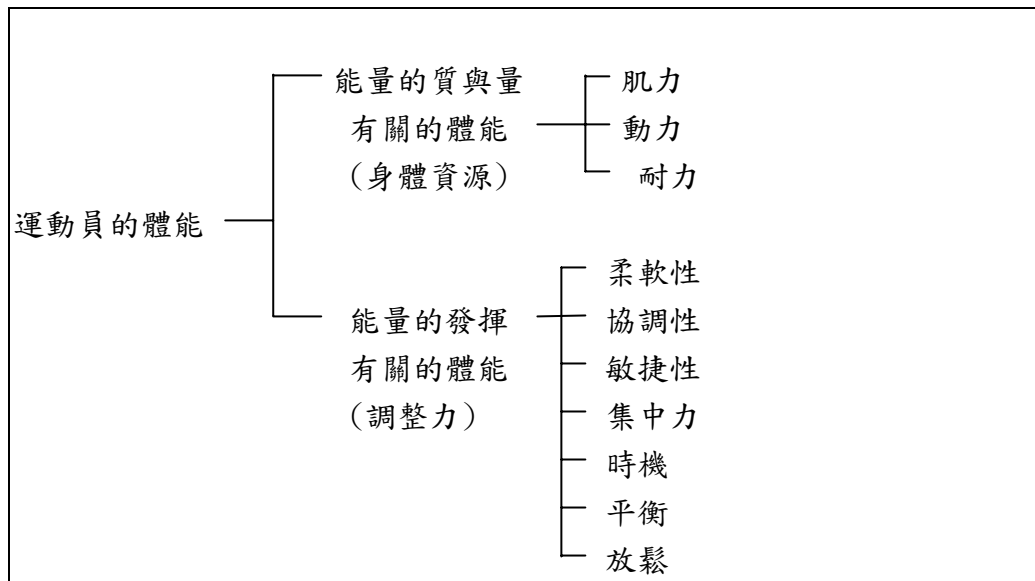 能量的質與量
有關的體能
(身體資源)
肌力
動力
耐力
運動員的體能
能量的發揮
有關的體能
(調整力)
柔軟性
協調性
敏捷性
集中力
時機
平衡
放鬆